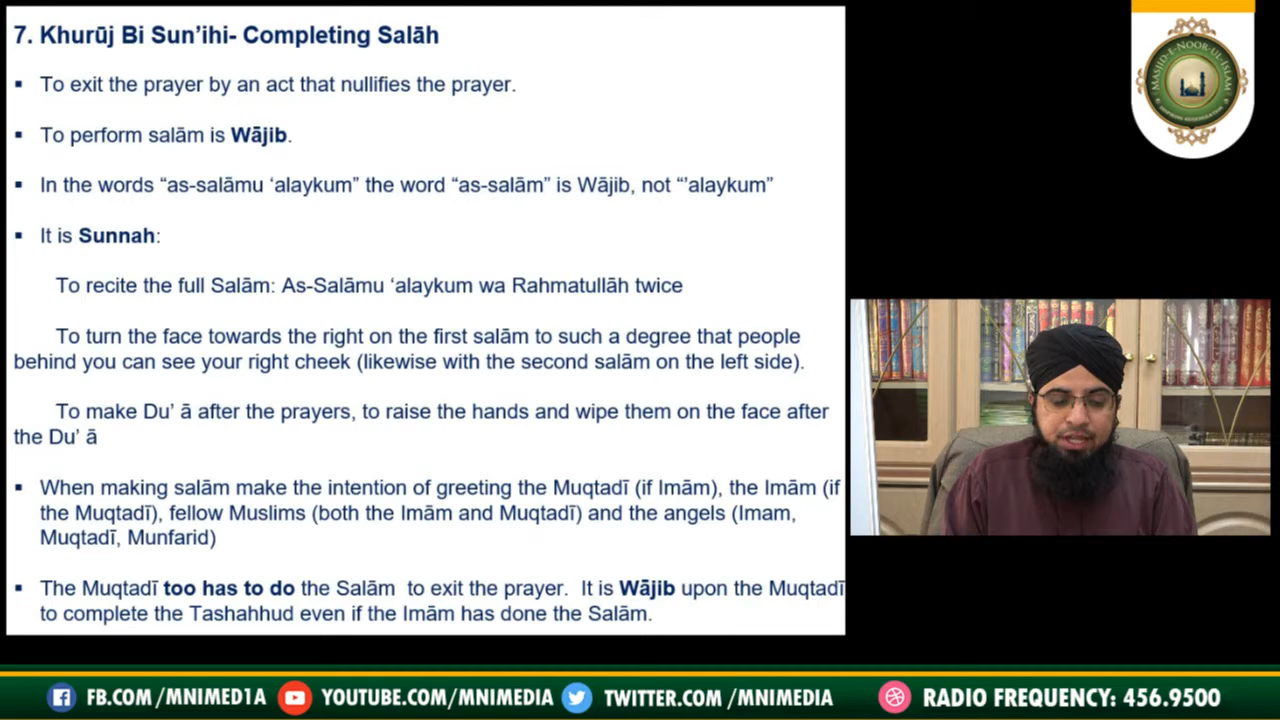 7. Khurūj Bi Sun’ihi- Completing Salāh
▪ To exit the prayer by an act that nullifies the prayer.
▪ To perform salām is Wājib.
▪ In the words “as-salāmu ‘alaykum” the word “as-salām” is Wājib, not “’alaykum”
▪ It is Sunnah:
To recite the full Salām: As-Salāmu ‘alaykum wa Rahmatullāh twice
To turn the face towards the right on the first salām to such a degree that people
behind you can see your right cheek (likewise with the second salām on the left side).
To make Du’ ā after the prayers, to raise the hands and wipe them on the face after
the Du’ ā
▪ When making salām make the intention of greeting the Muqtadī (if Imām), the Imām (if
the Muqtadī), fellow Muslims (both the Imām and Muqtadī) and the angels (Imam,
Muqtadī, Munfarid)
▪ The Muqtadī too has to do the Salām to exit the prayer. It is Wājib upon the Muqtadī
to complete the Tashahhud even if the Imām has done the Salām.
MASJID-E-NOOR-UL-ISLAM
FB.COM/MNIMED1A
YOUTUBE.COM/MNIMEDIA
TWITTER.COM /MNIMEDIA
RADIO FREQUENCY: 456.9500